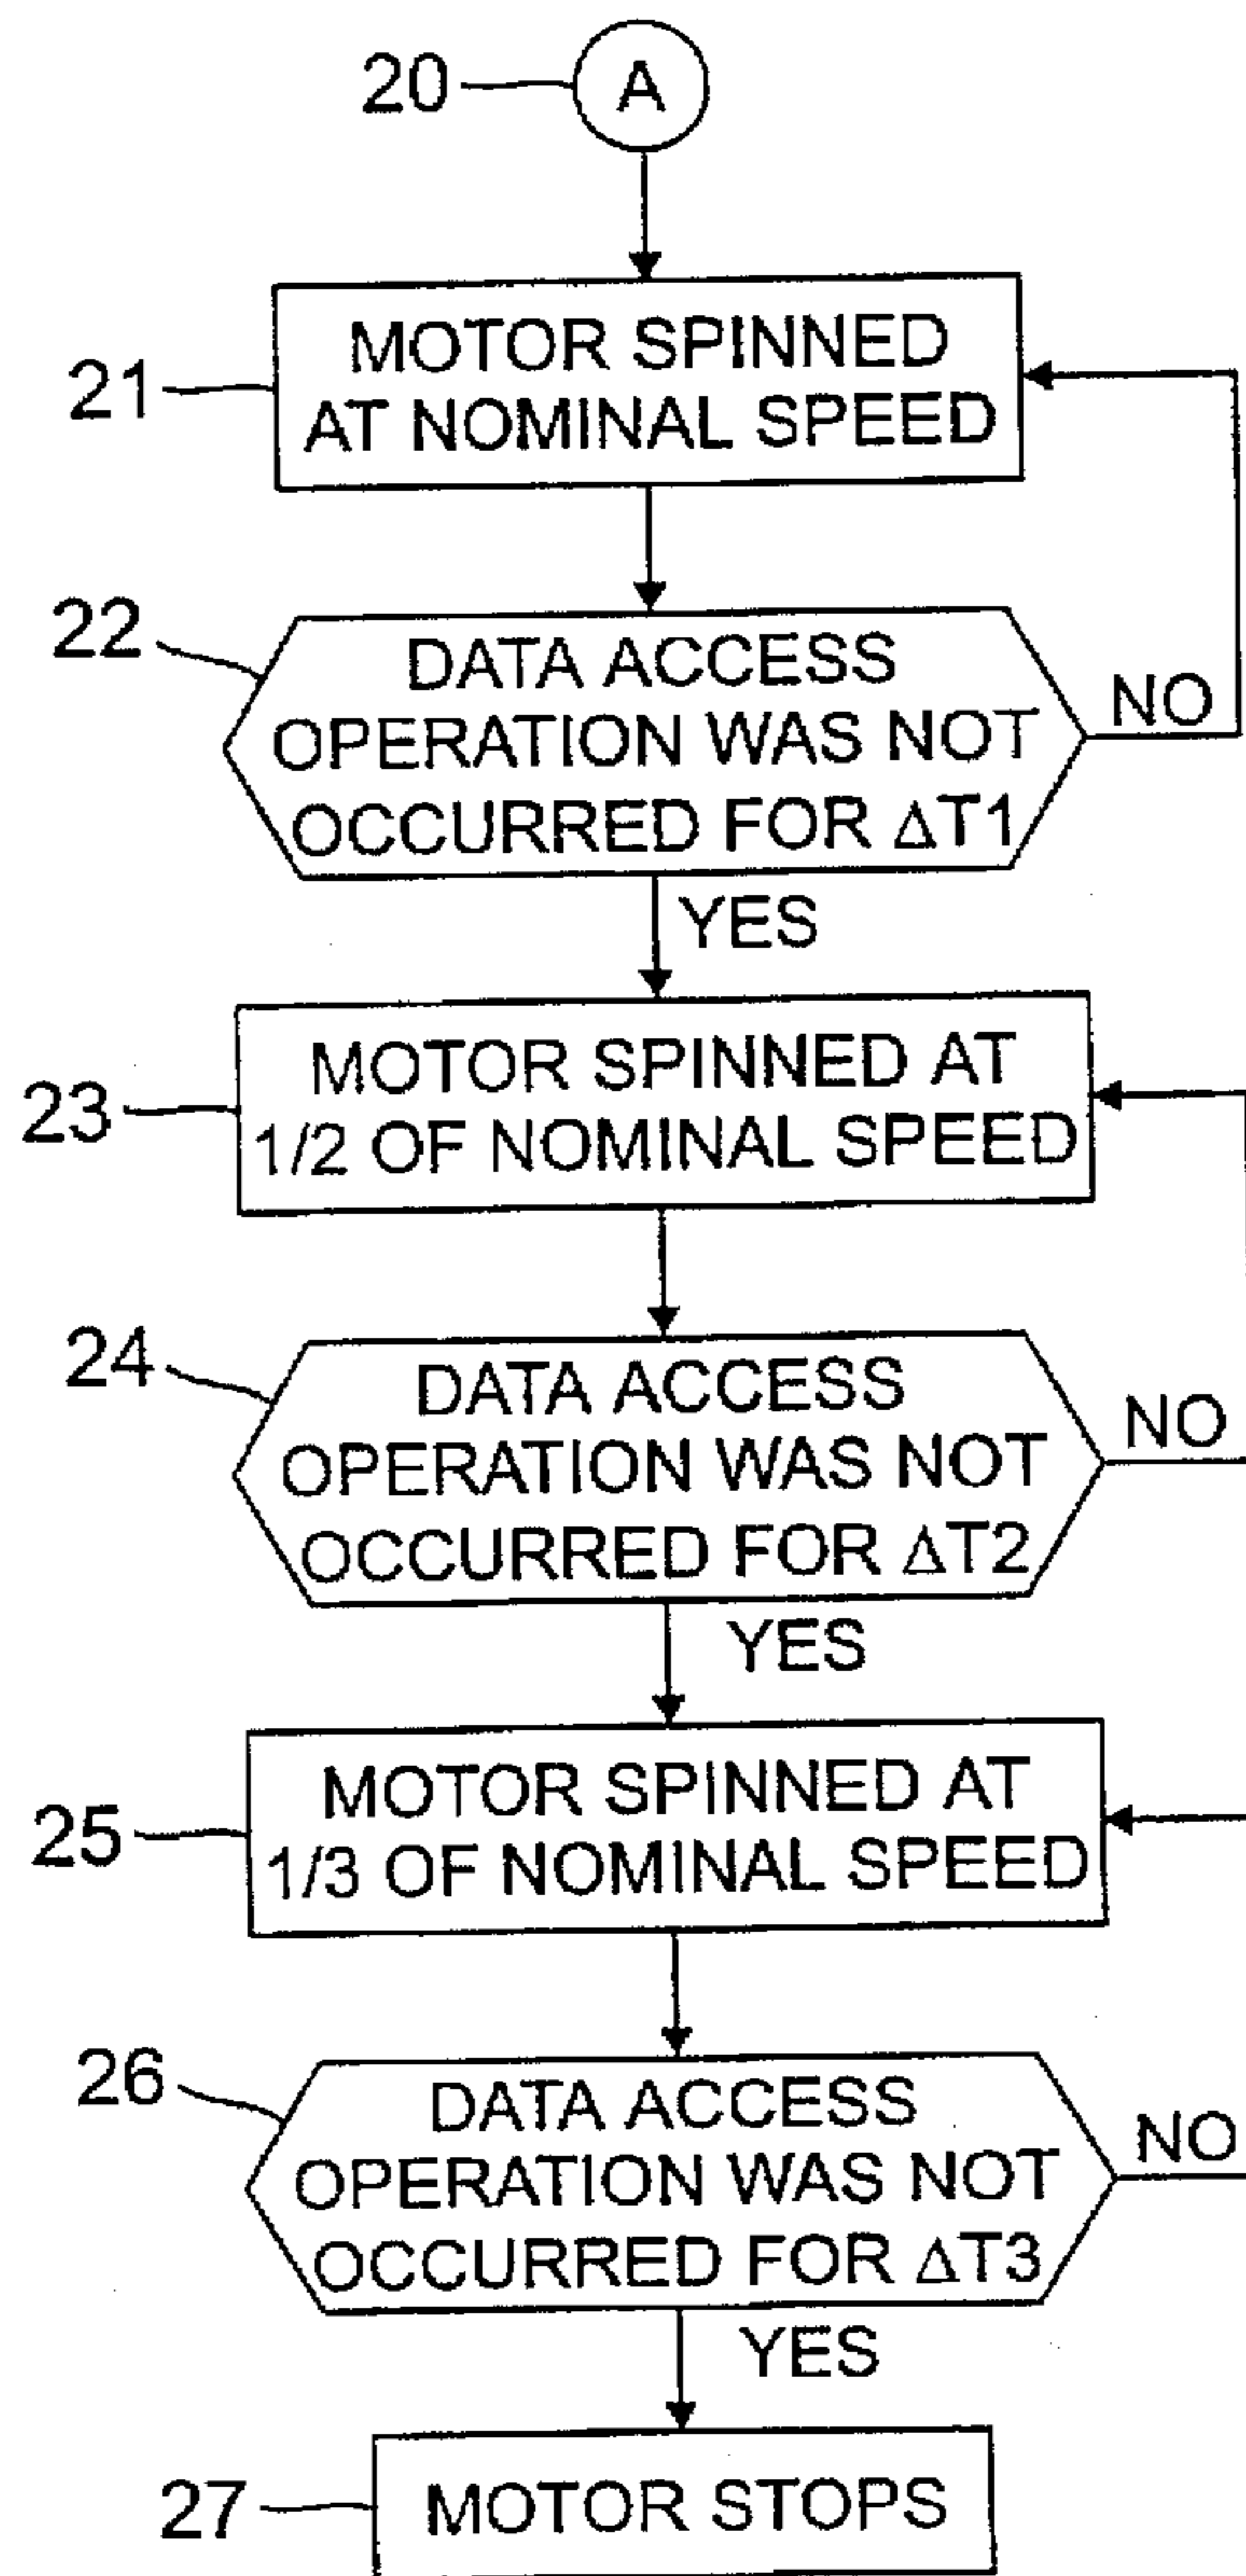 20
A
MOTOR SPINNED
AT NOMINAL SPEED
21
22
DATA ACCESS
OPERATION WAS NOT
OCCURRED FOR ΔT1
NO
YES
MOTOR SPINNED AT
1/2 OF NOMINAL SPEED
23
24
DATA ACCESS
OPERATION WAS NOT
OCCURRED FOR ΔT2
NO
YES
MOTOR SPINNED AT
1/3 OF NOMINAL SPEED
25
26
DATA ACCESS
OPERATION WAS NOT
OCCURRED FOR ΔT3
NO
YES
27
MOTOR STOPS